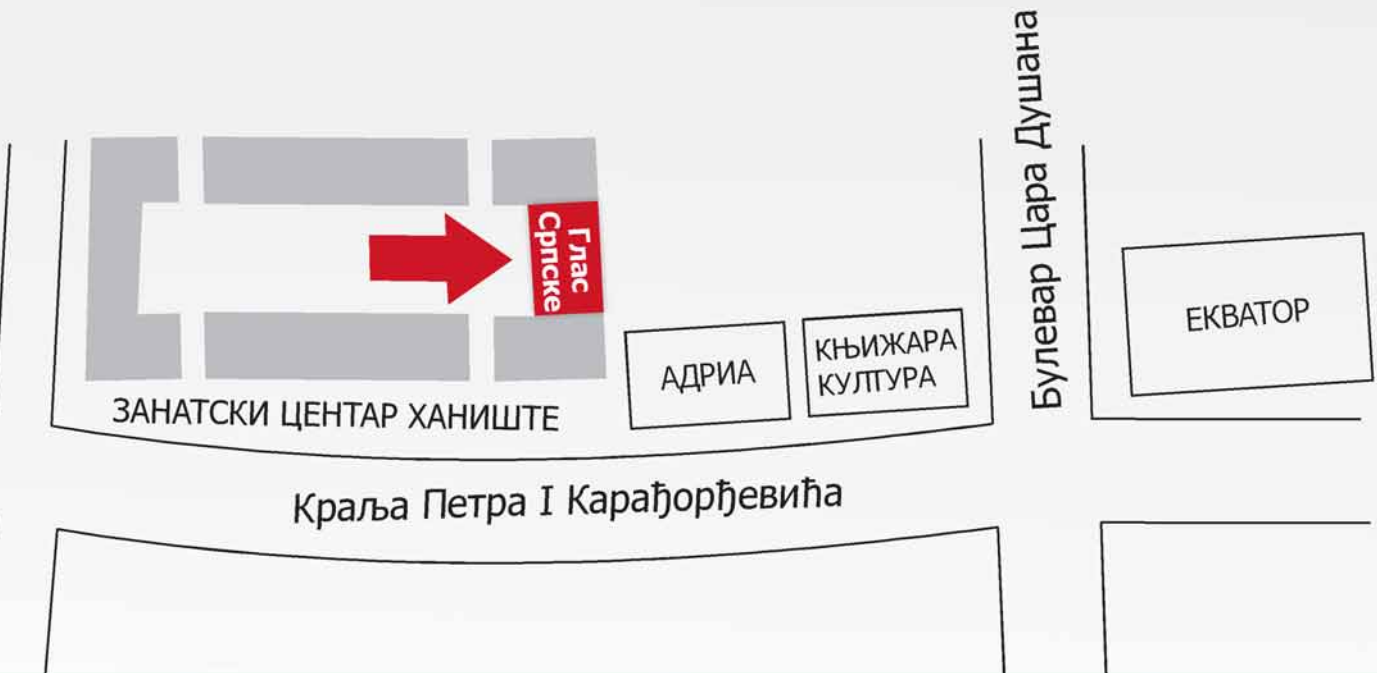 Булевар Цара Душана
Глас
Српске
ЕКВАТОР
КЊИЖАРА
КУЛТУРА
АДРИА
ЗАНАТСКИ ЦЕНТАР ХАНИШТЕ
Краља Петра I Карађорђевића